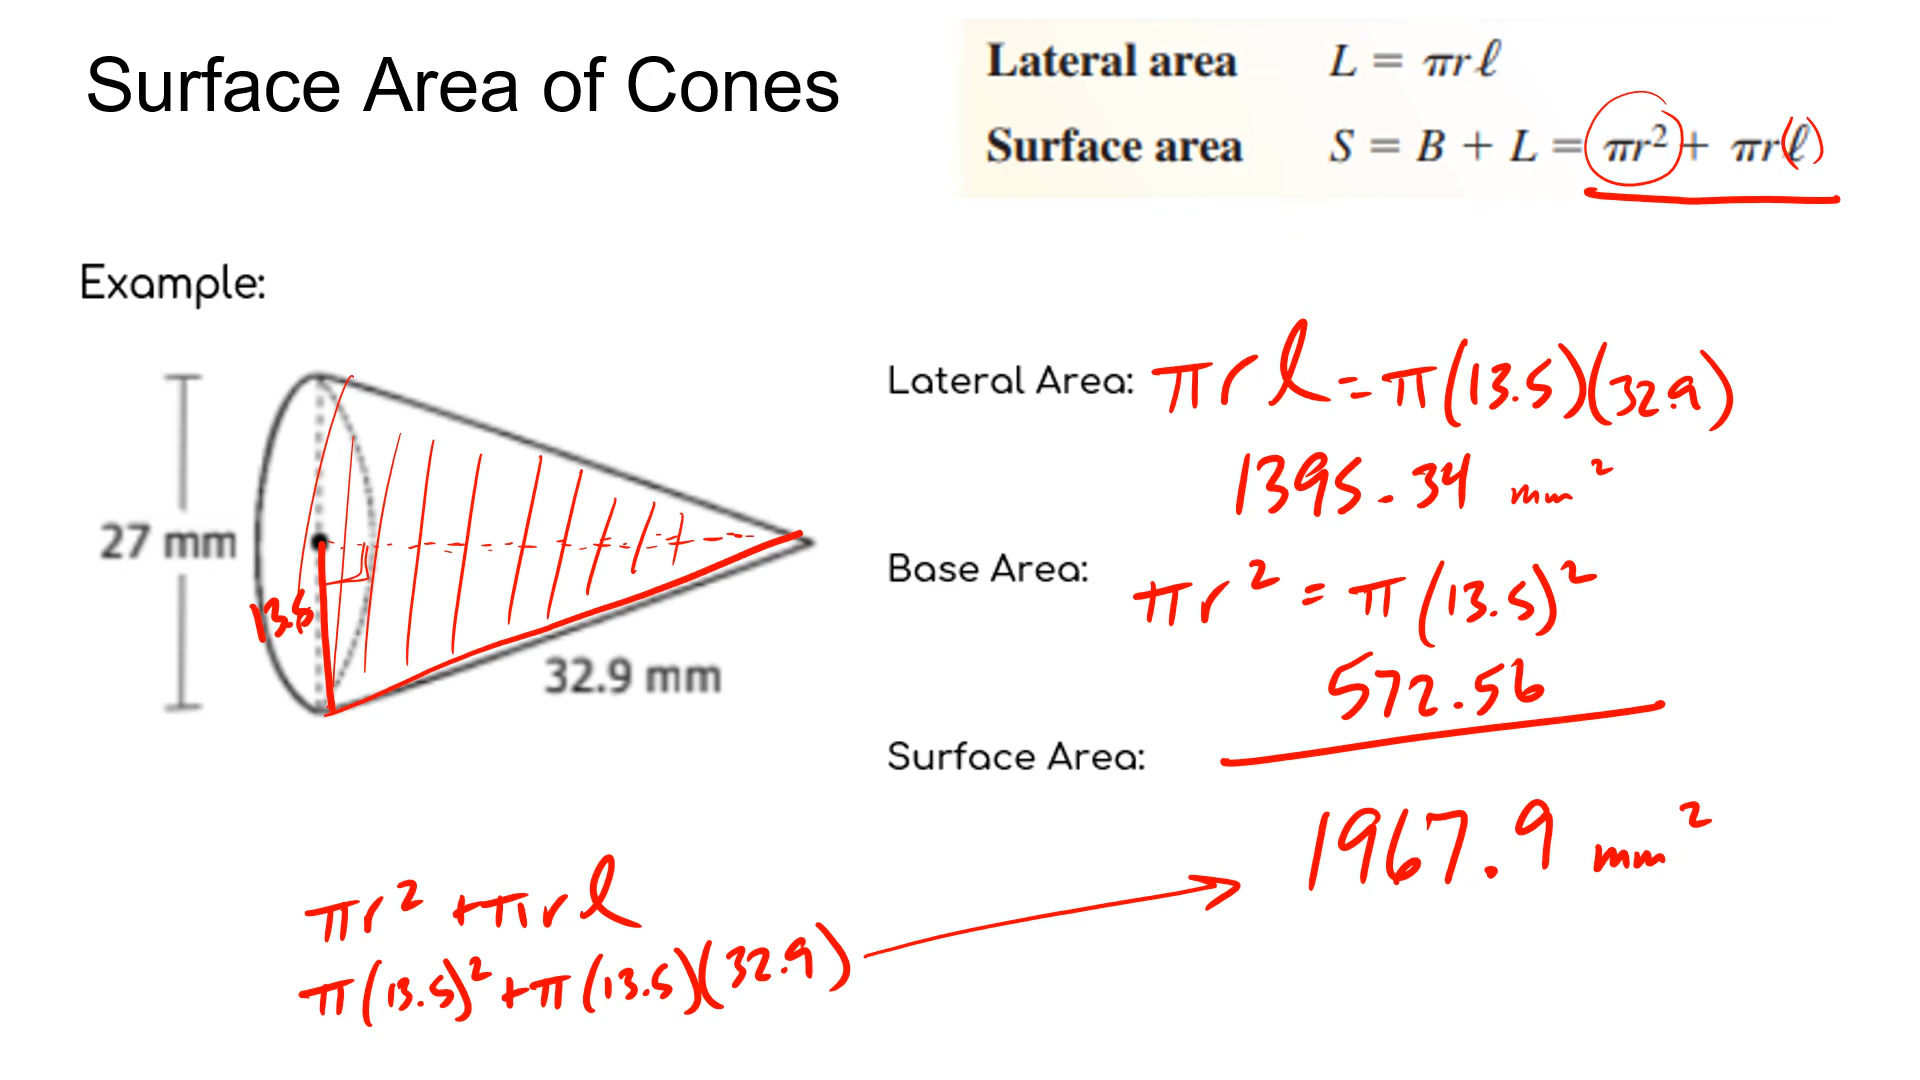 Surface Area of Cones
Lateral area L = πrℓ
Surface area S = B + L = πr² + πr(ℓ)
Example:
27 mm
13.5
32.9 mm
Lateral Area: πrl = π(13.5)(32.9)
1395.34 mm²
Base Area: πr² = π(13.5)²
572.56
Surface Area:
1967.9 mm²
πr² + πrl
π(13.5)² + π(13.5)(32.9)